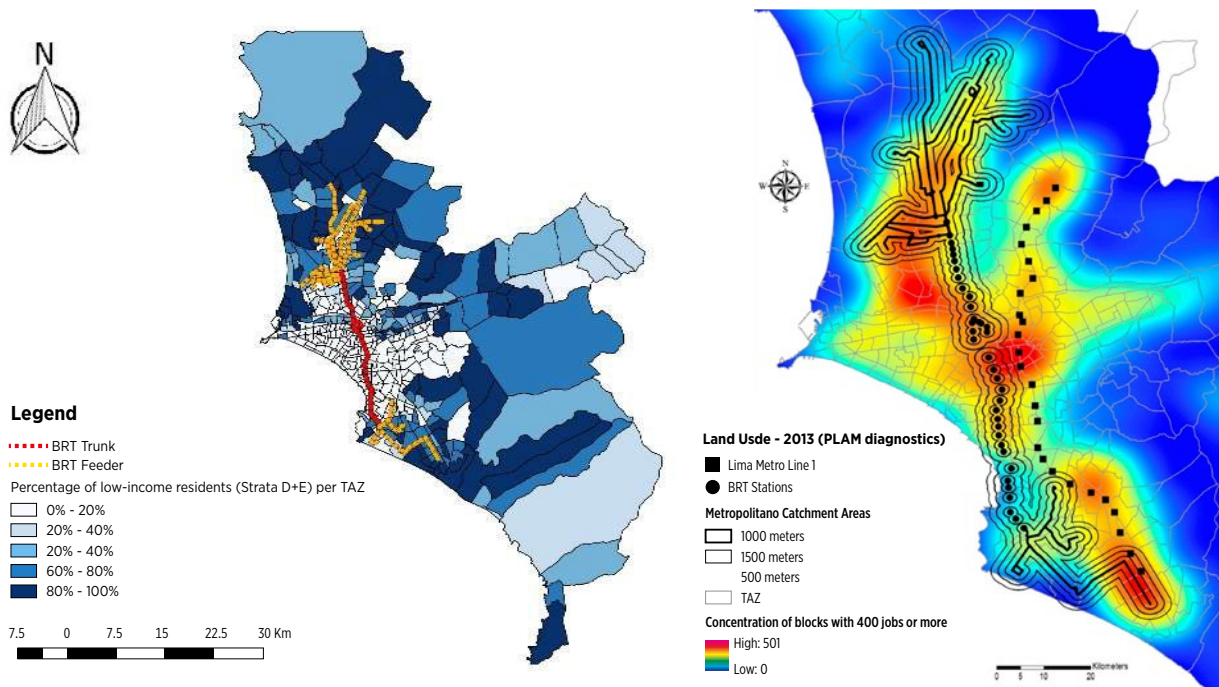 N
Legend
BRT Trunk
BRT Feeder
Percentage of low-income residents (Strata D+E) per TAZ
0% - 20%
20% - 40%
20% - 40%
60% - 80%
80% - 100%
7.5 0 7.5 15 22.5 30 Km
N
W E
S
Land Usde - 2013 (PLAM diagnostics)
Lima Metro Line 1
BRT Stations
Metropolitano Catchment Areas
1000 meters
1500 meters
500 meters
TAZ
Concentration of blocks with 400 jobs or more
High: 501
Low: 0
Kilometers
0 5 10 20